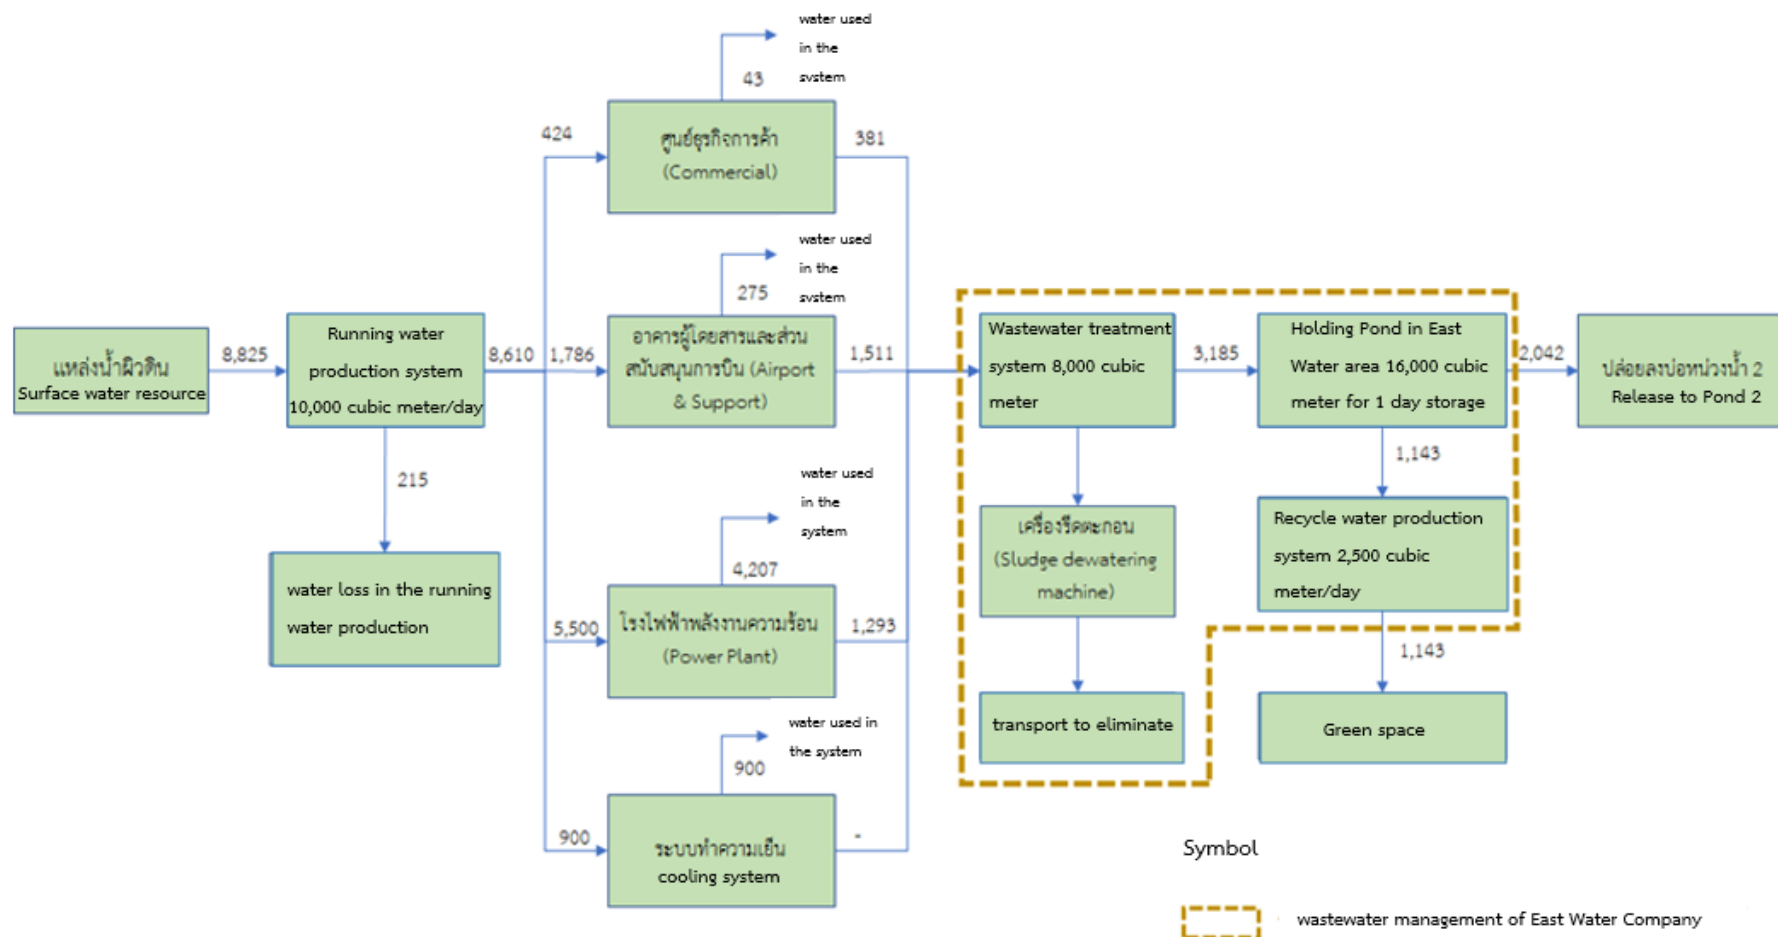 water used
in the
system
43
424
ศูนย์ธุรกิจการค้า
(Commercial)
381
water used
in the
system
275
แหล่งน้ำผิวดิน
Surface water resource
8,825
Running water
production system
10,000 cubic meter/day
8,610
1,786
อาคารผู้โดยสารและส่วน
สนับสนุนการบิน (Airport
& Support)
1,511
Wastewater treatment
system 8,000 cubic
meter
3,185
Holding Pond in East
Water area 16,000 cubic
meter for 1 day storage
2,042
ปล่อยลงบ่อหน่วงน้ำ 2
Release to Pond 2
215
water loss in the running
water production
water used
in the
system
4,207
5,500
โรงไฟฟ้าพลังงานความร้อน
(Power Plant)
1,293
เครื่องรีดตะกอน
(Sludge dewatering
machine)
1,143
Recycle water production
system 2,500 cubic
meter/day
1,143
transport to eliminate
Green space
water used in
the system
900
900
ระบบทำความเย็น
cooling system
-
Symbol
wastewater management of East Water Company